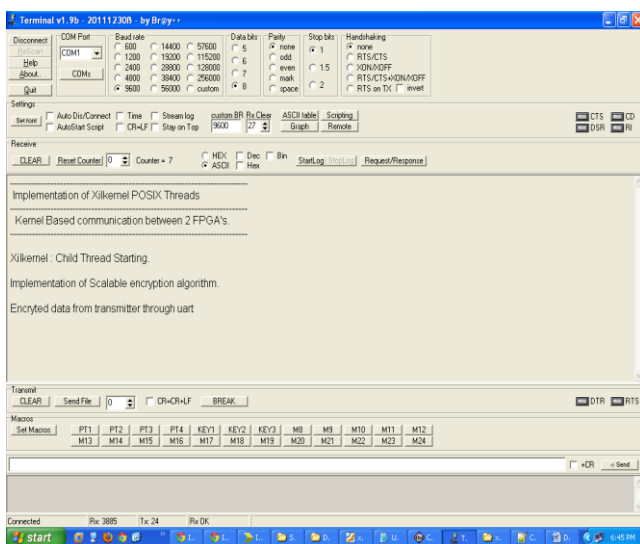 Terminal v1.9b - 20111230ß - by Br@y++
Disconnect
ReScan
Help
About..
Quit
COM Port
COM1
COMs
Baud rate
600 14400 57600
1200 19200 115200
2400 28800 128000
4800 38400 256000
9600 56000 custom
Data bits
5
6
7
8
Parity
none
odd
even
mark
space
Stop bits
1
1.5
2
Handshaking
none
RTS/CTS
XON/XOFF
RTS/CTS+XON/XOFF
RTS on TX invert
Settings
Set font
Auto Dis/Connect Time Stream log
AutoStart Script CR=LF Stay on Top
custom BR Rx Clear
9600 27
ASCII table Scripting
Graph Remote
CTS CD
DSR RI
Receive
CLEAR Reset Counter 0 Counter = 7
HEX Dec Bin
ASCII Hex
StartLog StopLog Request/Response
--------------------------------------------------------------
Implementation of Xilkernel POSIX Threads
--------------------------------------------------------------
Kernel Based communication between 2 FPGA's.
--------------------------------------------------------------
Xilkernel : Child Thread Starting.
Implementation of Scalable encryption algorithm.
Encryted data from transmitter through uart
Transmit
CLEAR Send File 0 CR=CR+LF BREAK
DTR RTS
Macros
Set Macros
PT1 PT2 PT3 PT4 KEY1 KEY2 KEY3 M8 M9 M10 M11 M12
M13 M14 M15 M16 M17 M18 M19 M20 M21 M22 M23 M24
+CR -> Send
Connected Rx: 3885 Tx: 24 Rx OK
start
I.. I.. I.. S. D. x. U. C. T. x. C. D. 6:45 PM